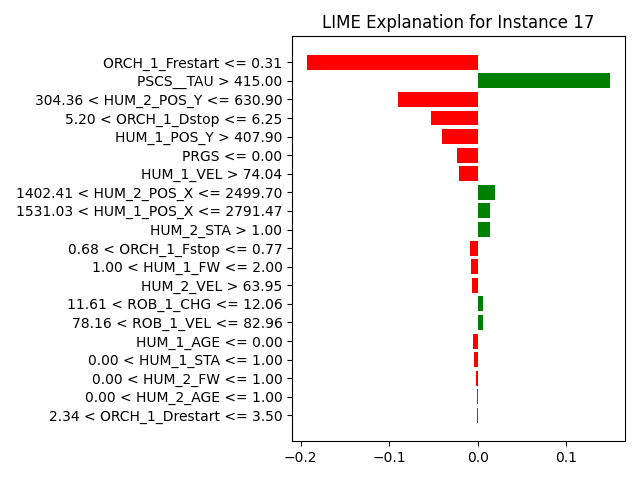 LIME Explanation for Instance 17
ORCH_1_Frestart <= 0.31
PSCS__TAU > 415.00
304.36 < HUM_2_POS_Y <= 630.90
5.20 < ORCH_1_Dstop <= 6.25
HUM_1_POS_Y > 407.90
PRGS <= 0.00
HUM_1_VEL > 74.04
1402.41 < HUM_2_POS_X <= 2499.70
1531.03 < HUM_1_POS_X <= 2791.47
HUM_2_STA > 1.00
0.68 < ORCH_1_Fstop <= 0.77
1.00 < HUM_1_FW <= 2.00
HUM_2_VEL > 63.95
11.61 < ROB_1_CHG <= 12.06
78.16 < ROB_1_VEL <= 82.96
HUM_1_AGE <= 0.00
0.00 < HUM_1_STA <= 1.00
0.00 < HUM_2_FW <= 1.00
0.00 < HUM_2_AGE <= 1.00
2.34 < ORCH_1_Drestart <= 3.50
−0.2 −0.1 0.0 0.1